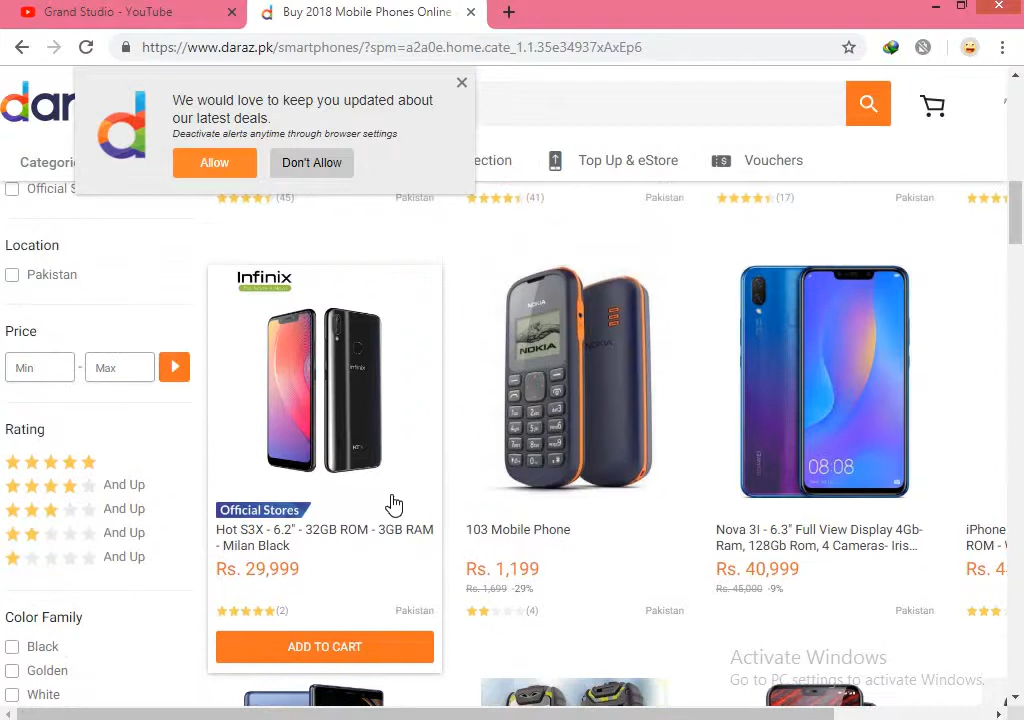 Grand Studio - YouTube
Buy 2018 Mobile Phones Online
https://www.daraz.pk/smartphones/?spm=a2a0e.home.cate_1.1.35e34937xAxEp6
dar
We would love to keep you updated about
our latest deals.
Deactivate alerts anytime through browser settings
Allow
Don't Allow
Categori
ection
Top Up & eStore
Vouchers
Official S
(45)
Pakistan
(41)
Pakistan
(17)
Pakistan
Location
Pakistan
Price
Min
-
Max
Rating
And Up
And Up
And Up
And Up
Color Family
Black
Golden
White
Infinix
Infinix
HOT
Official Stores
Hot S3X - 6.2" - 32GB ROM - 3GB RAM
- Milan Black
Rs. 29,999
(2)
Pakistan
ADD TO CART
NOKIA
NOKIA
NOKIA
103 Mobile Phone
Rs. 1,199
Rs. 1,699 -29%
(4)
Pakistan
HUAWEI
08:08
Nova 3I - 6.3" Full View Display 4Gb-
Ram, 128Gb Rom, 4 Cameras- Iris...
Rs. 40,999
Rs. 45,000 -9%
Pakistan
iPhone
ROM -
Rs. 4
Activate Windows
Go to PC settings to activate Windows.